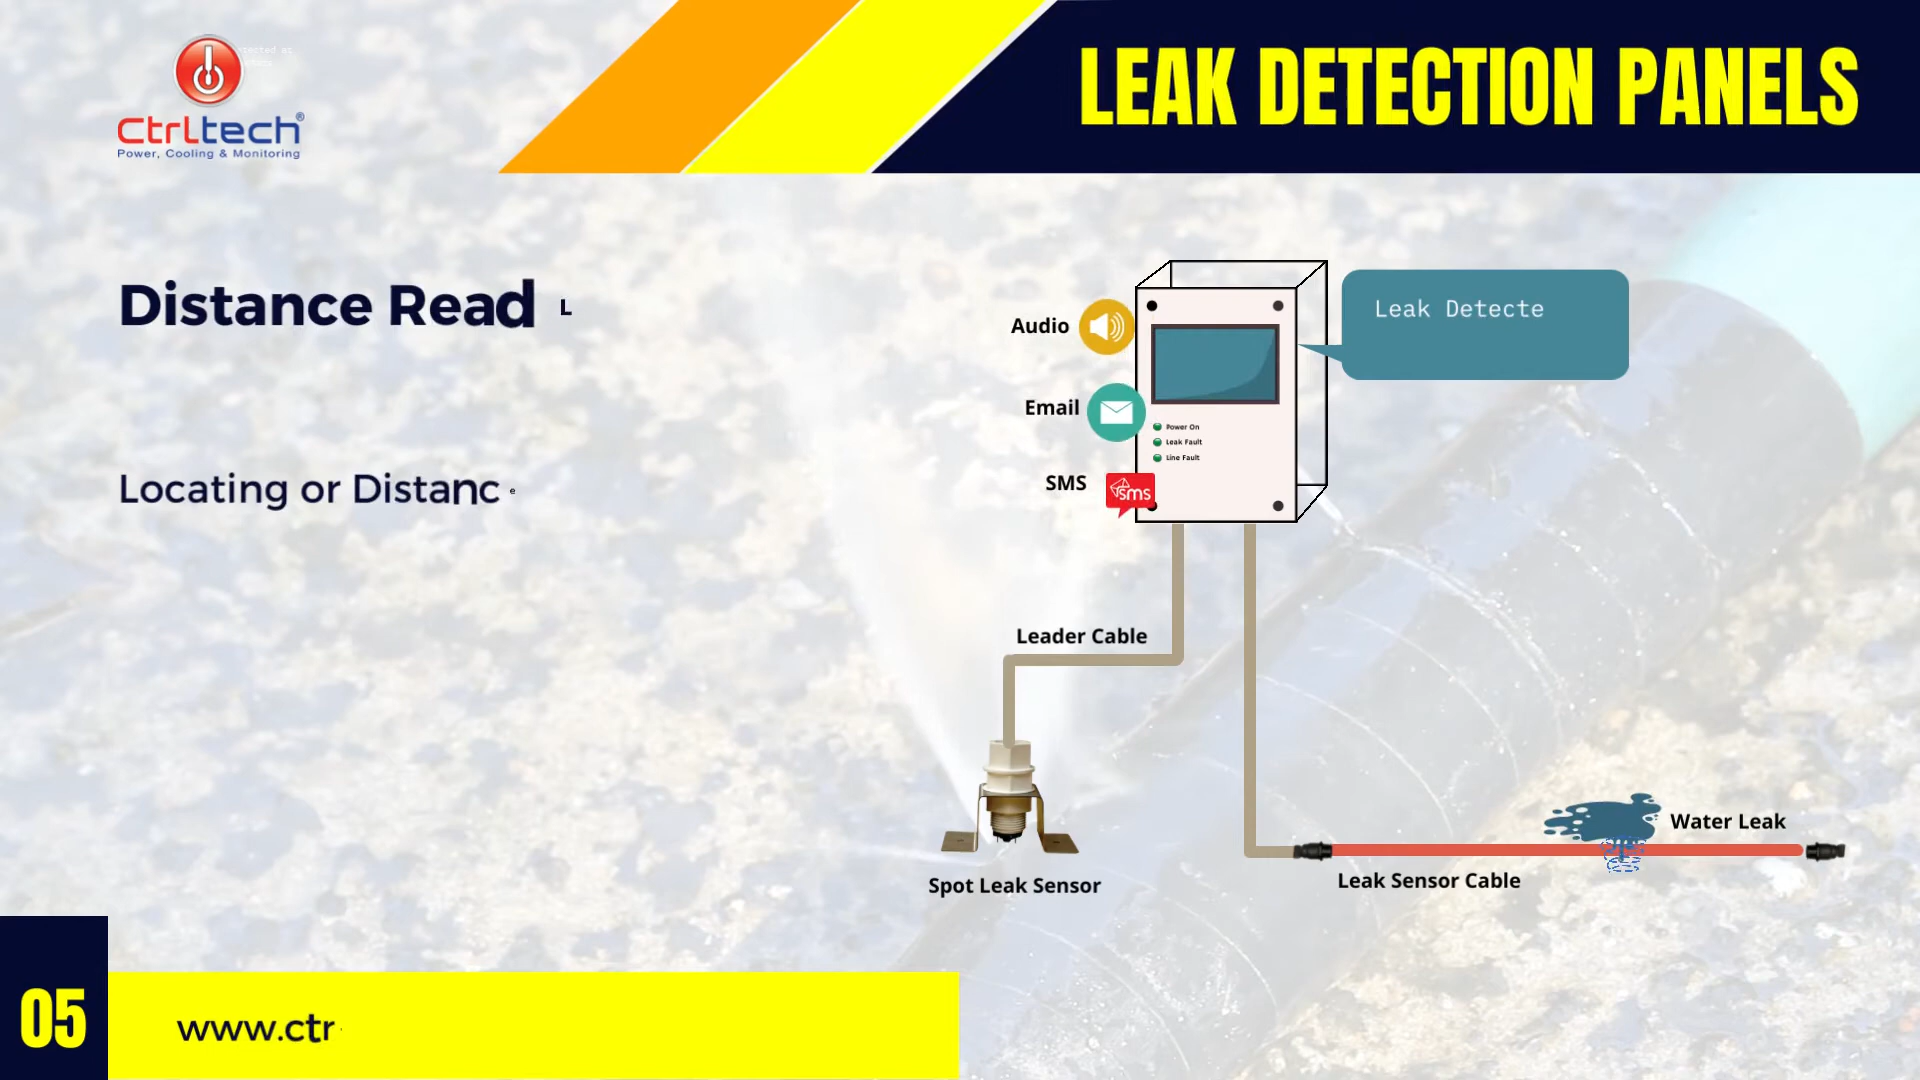 LEAK DETECTION PANELS
Ctrltech®
Power, Cooling & Monitoring
Distance Read L
Locating or Distance
Audio
Email
SMS
sms
Leak Detecte
Power On
Leak Fault
Line Fault
Leader Cable
Spot Leak Sensor
Water Leak
Leak Sensor Cable
05
www.ctr